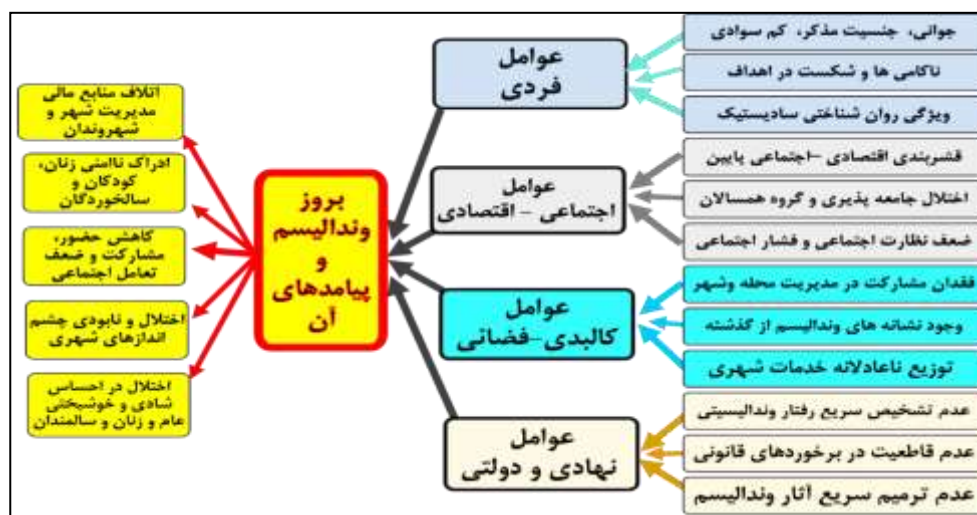 جوانی، جنسیت مذکر، کم سوادی
ناکامی ها و شکست در اهداف
ویژگی روان شناختی سادیستیک
قشربندی اقتصادی -اجتماعی پایین
اختلال جامعه پذیری و گروه همسالان
ضعف نظارت اجتماعی و فشار اجتماعی
فقدان مشارکت در مدیریت محله وشهر
وجود نشانه های وندالیسم از گذشته
توزیع ناعادلانه خدمات شهری
عدم تشخیص سریع رفتار وندالیستی
عدم قاطعیت در برخوردهای قانونی
عدم ترمیم سریع آثار وندالیسم
عوامل
فردی
عوامل
اجتماعی - اقتصادی
عوامل
کالبدی-فضائی
عوامل
نهادی و دولتی
بروز
وندالیسم
و
پیامدهای
آن
اتلاف منابع مالی
مدیریت شهر و
شهروندان
ادراک ناامنی زنان،
کودکان و
سالخوردگان
کاهش حضور،
مشارکت و ضعف
تعامل اجتماعی
اختلال و نابودی چشم
اندازهای شهری
اختلال در احساس
شادی و خوشبختی
عام و زنان و سالمندان